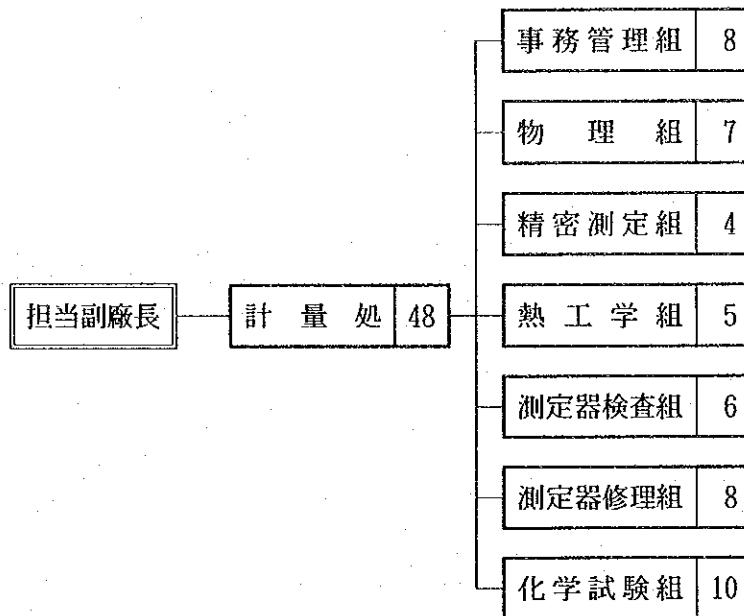 事務管理組 8
物理組 7
精密測定組 4
担当副廠長 計量処 48 熱工学組 5
測定器検査組 6
測定器修理組 8
化学試験組 10